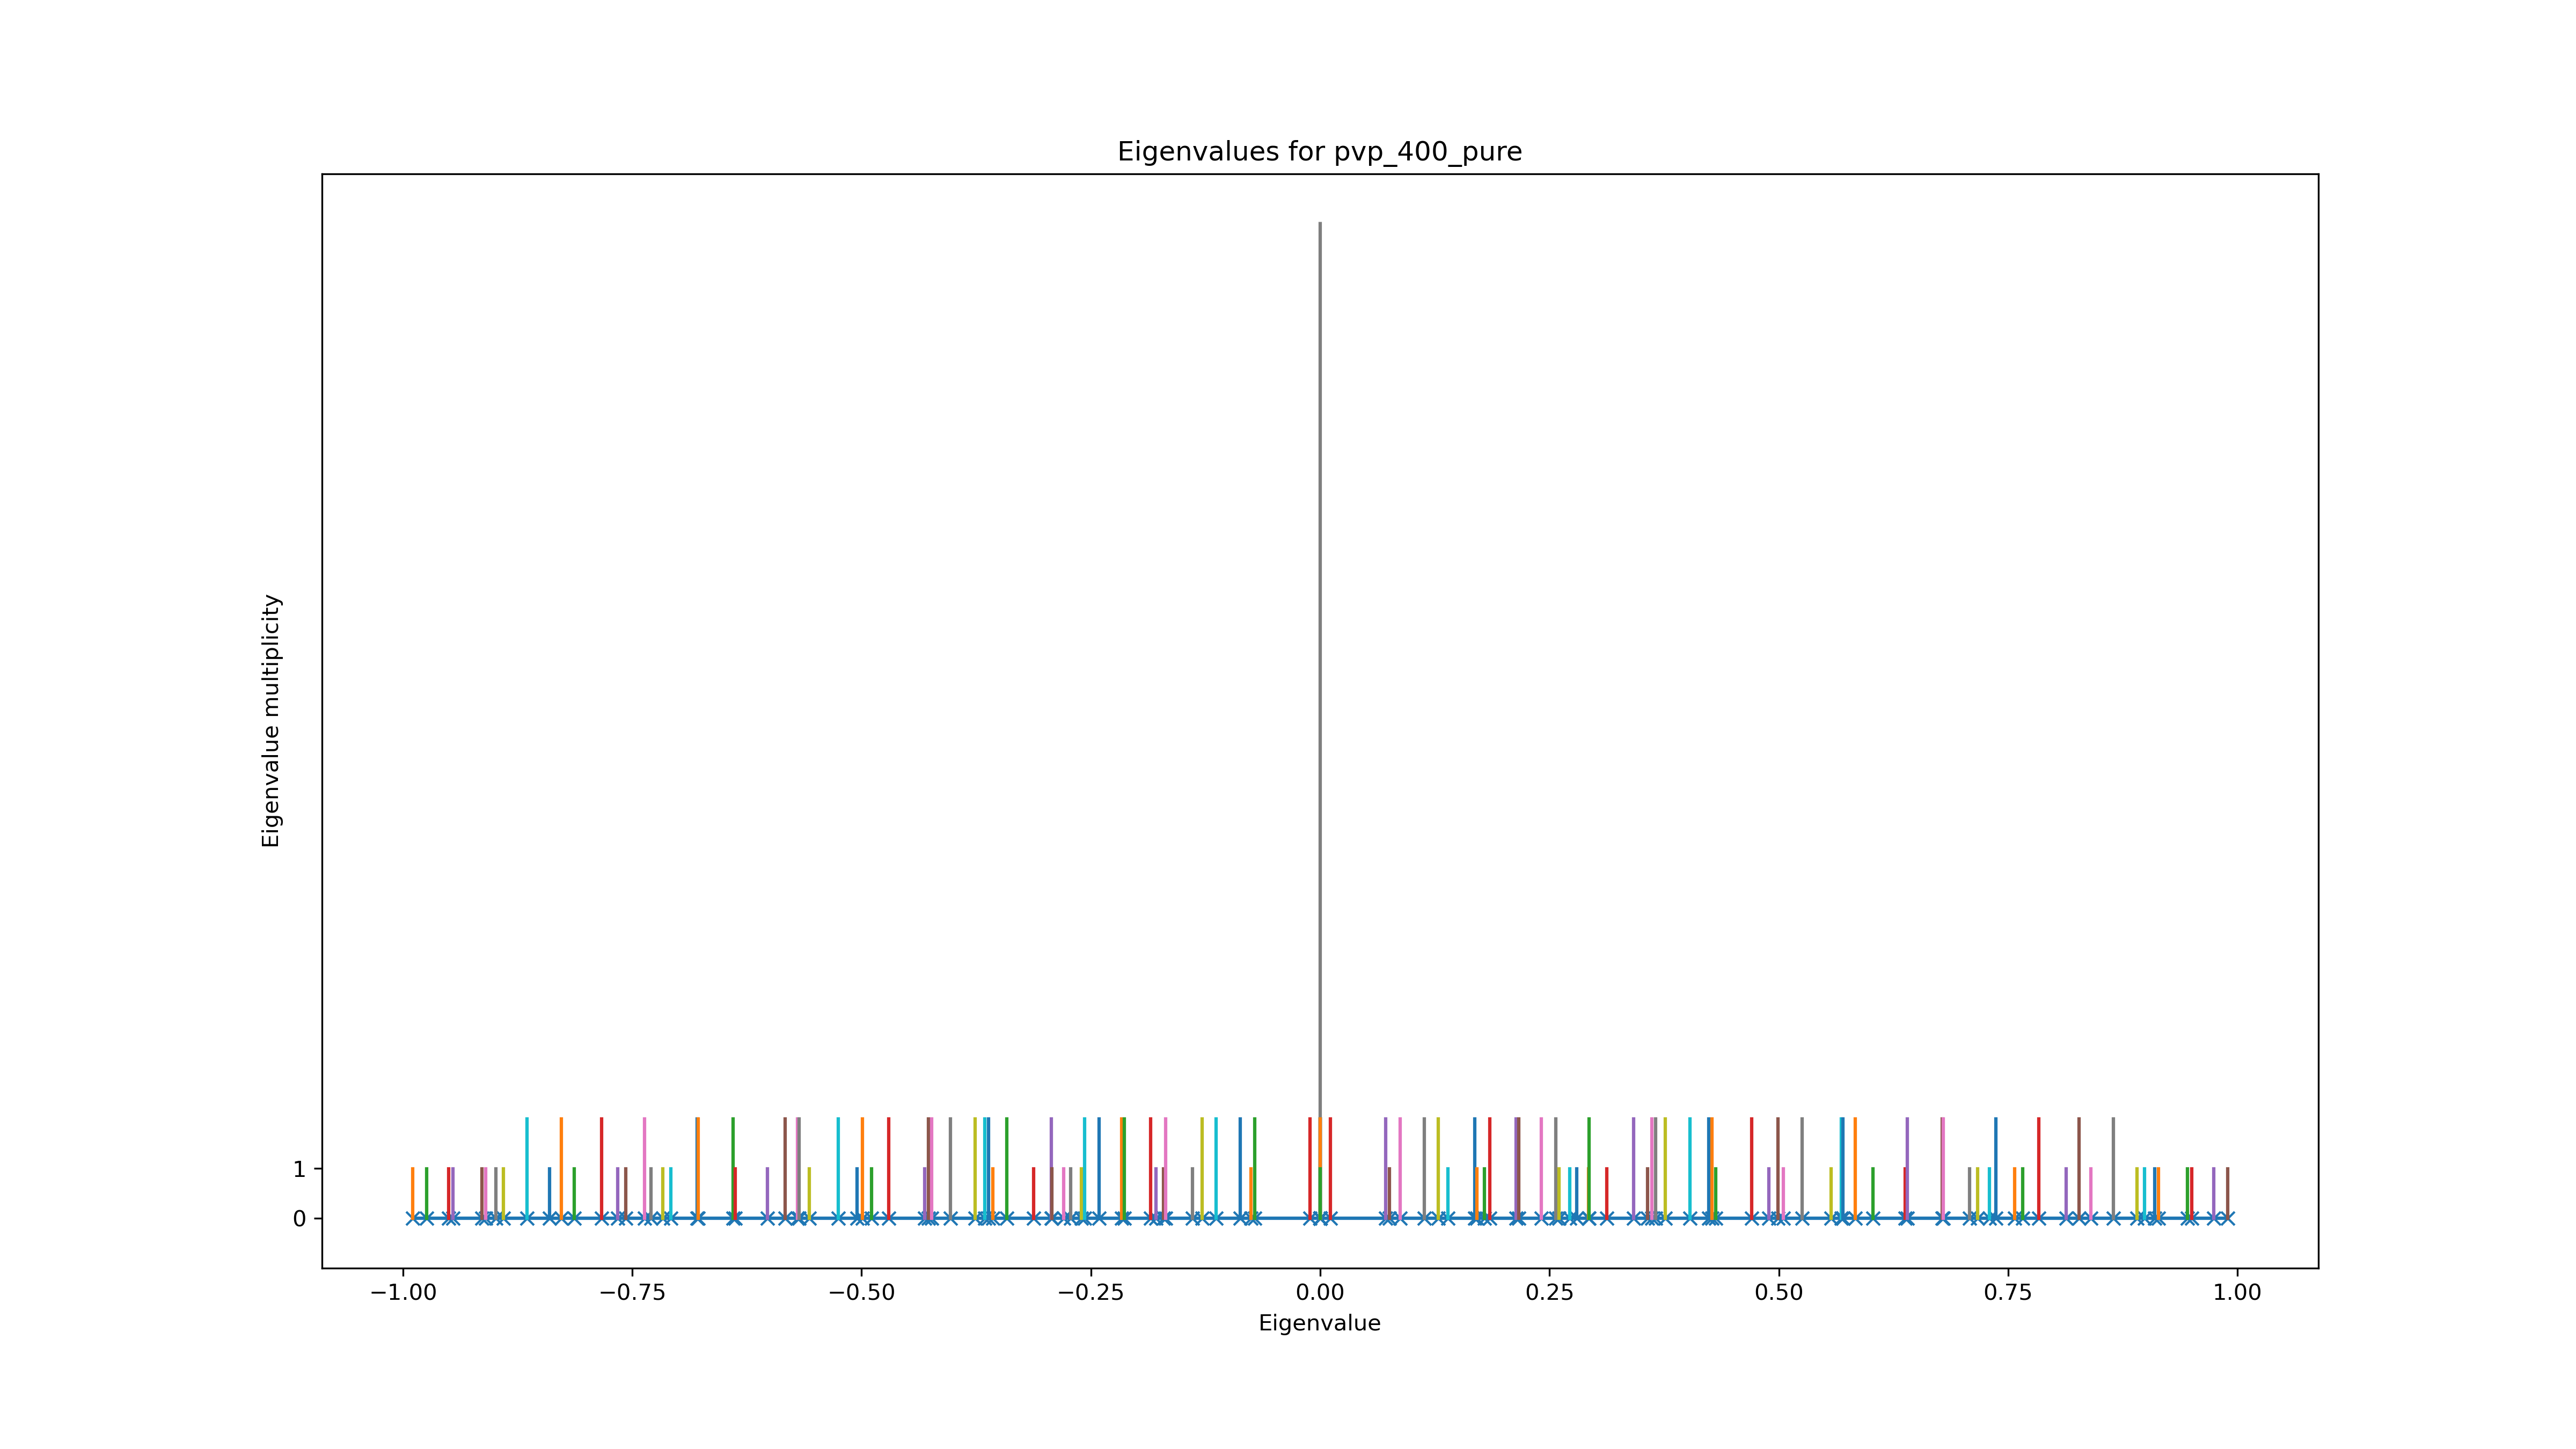 Eigenvalues for pvp_400_pure
Eigenvalue multiplicity
1
0
−1.00 −0.75 −0.50 −0.25 0.00 0.25 0.50 0.75 1.00
Eigenvalue